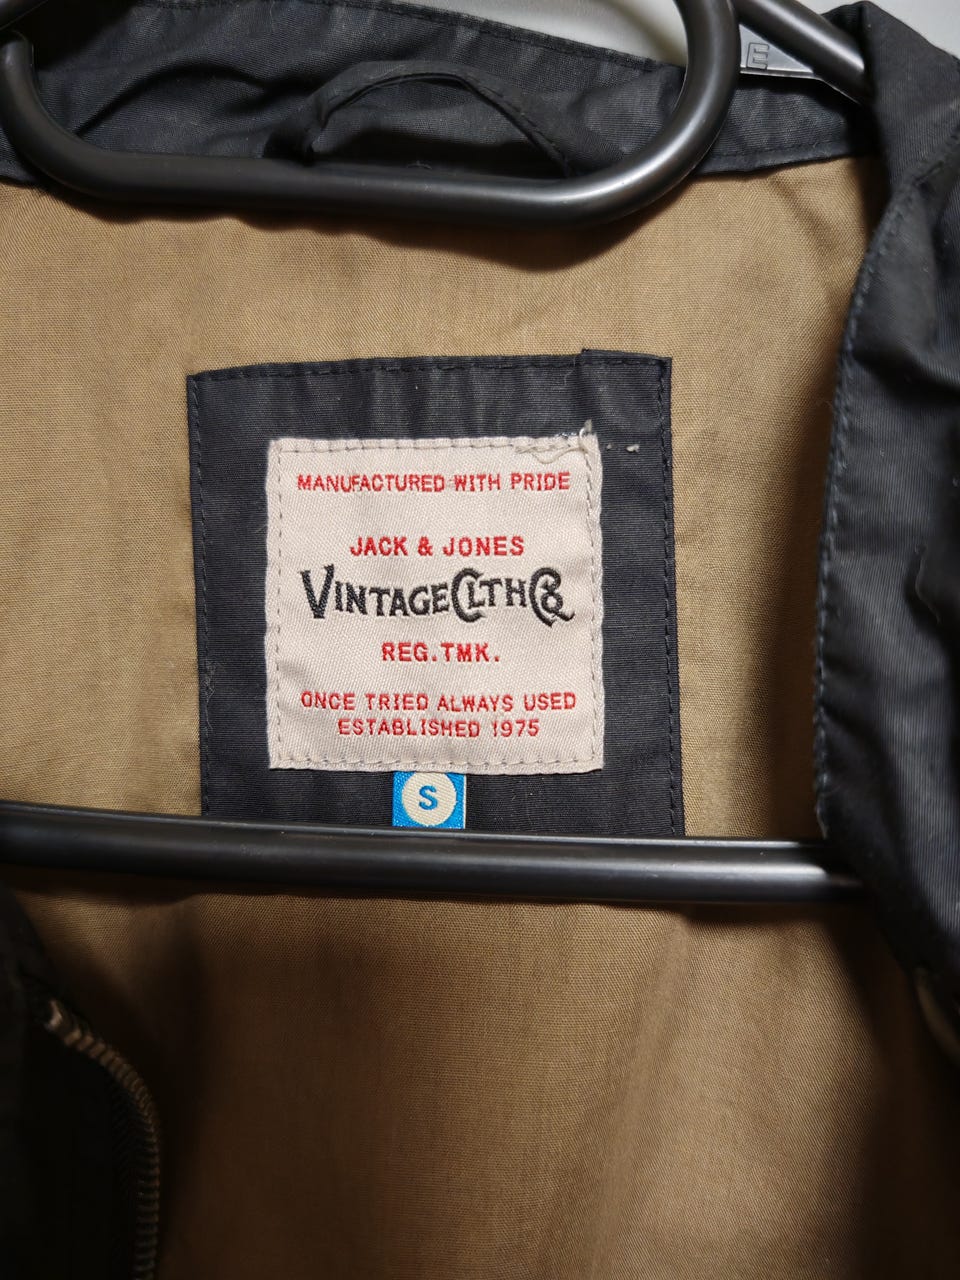 E
MANUFACTURED WITH PRIDE
JACK & JONES
VINTAGE CLTH Co
REG.TMK.
ONCE TRIED ALWAYS USED
ESTABLISHED 1975
S